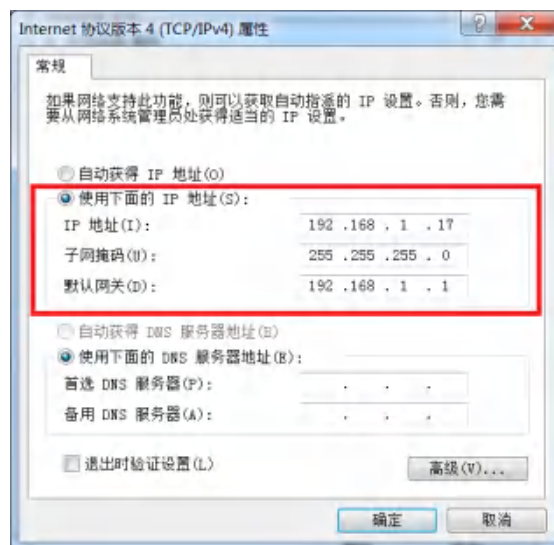 Internet 协议版本 4 (TCP/IPv4) 属性
常规
如果网络支持此功能，则可以获取自动指派的 IP 设置。否则，您需
要从网络系统管理员处获得适当的 IP 设置。
自动获得 IP 地址(O)
使用下面的 IP 地址(S):
IP 地址(I): 192 .168 . 1 . 17
子网掩码(U): 255 .255 .255 . 0
默认网关(D): 192 .168 . 1 . 1
自动获得 DNS 服务器地址(B)
使用下面的 DNS 服务器地址(E):
首选 DNS 服务器(P): . . .
备用 DNS 服务器(A): . . .
退出时验证设置(L)
高级(V)...
确定 取消